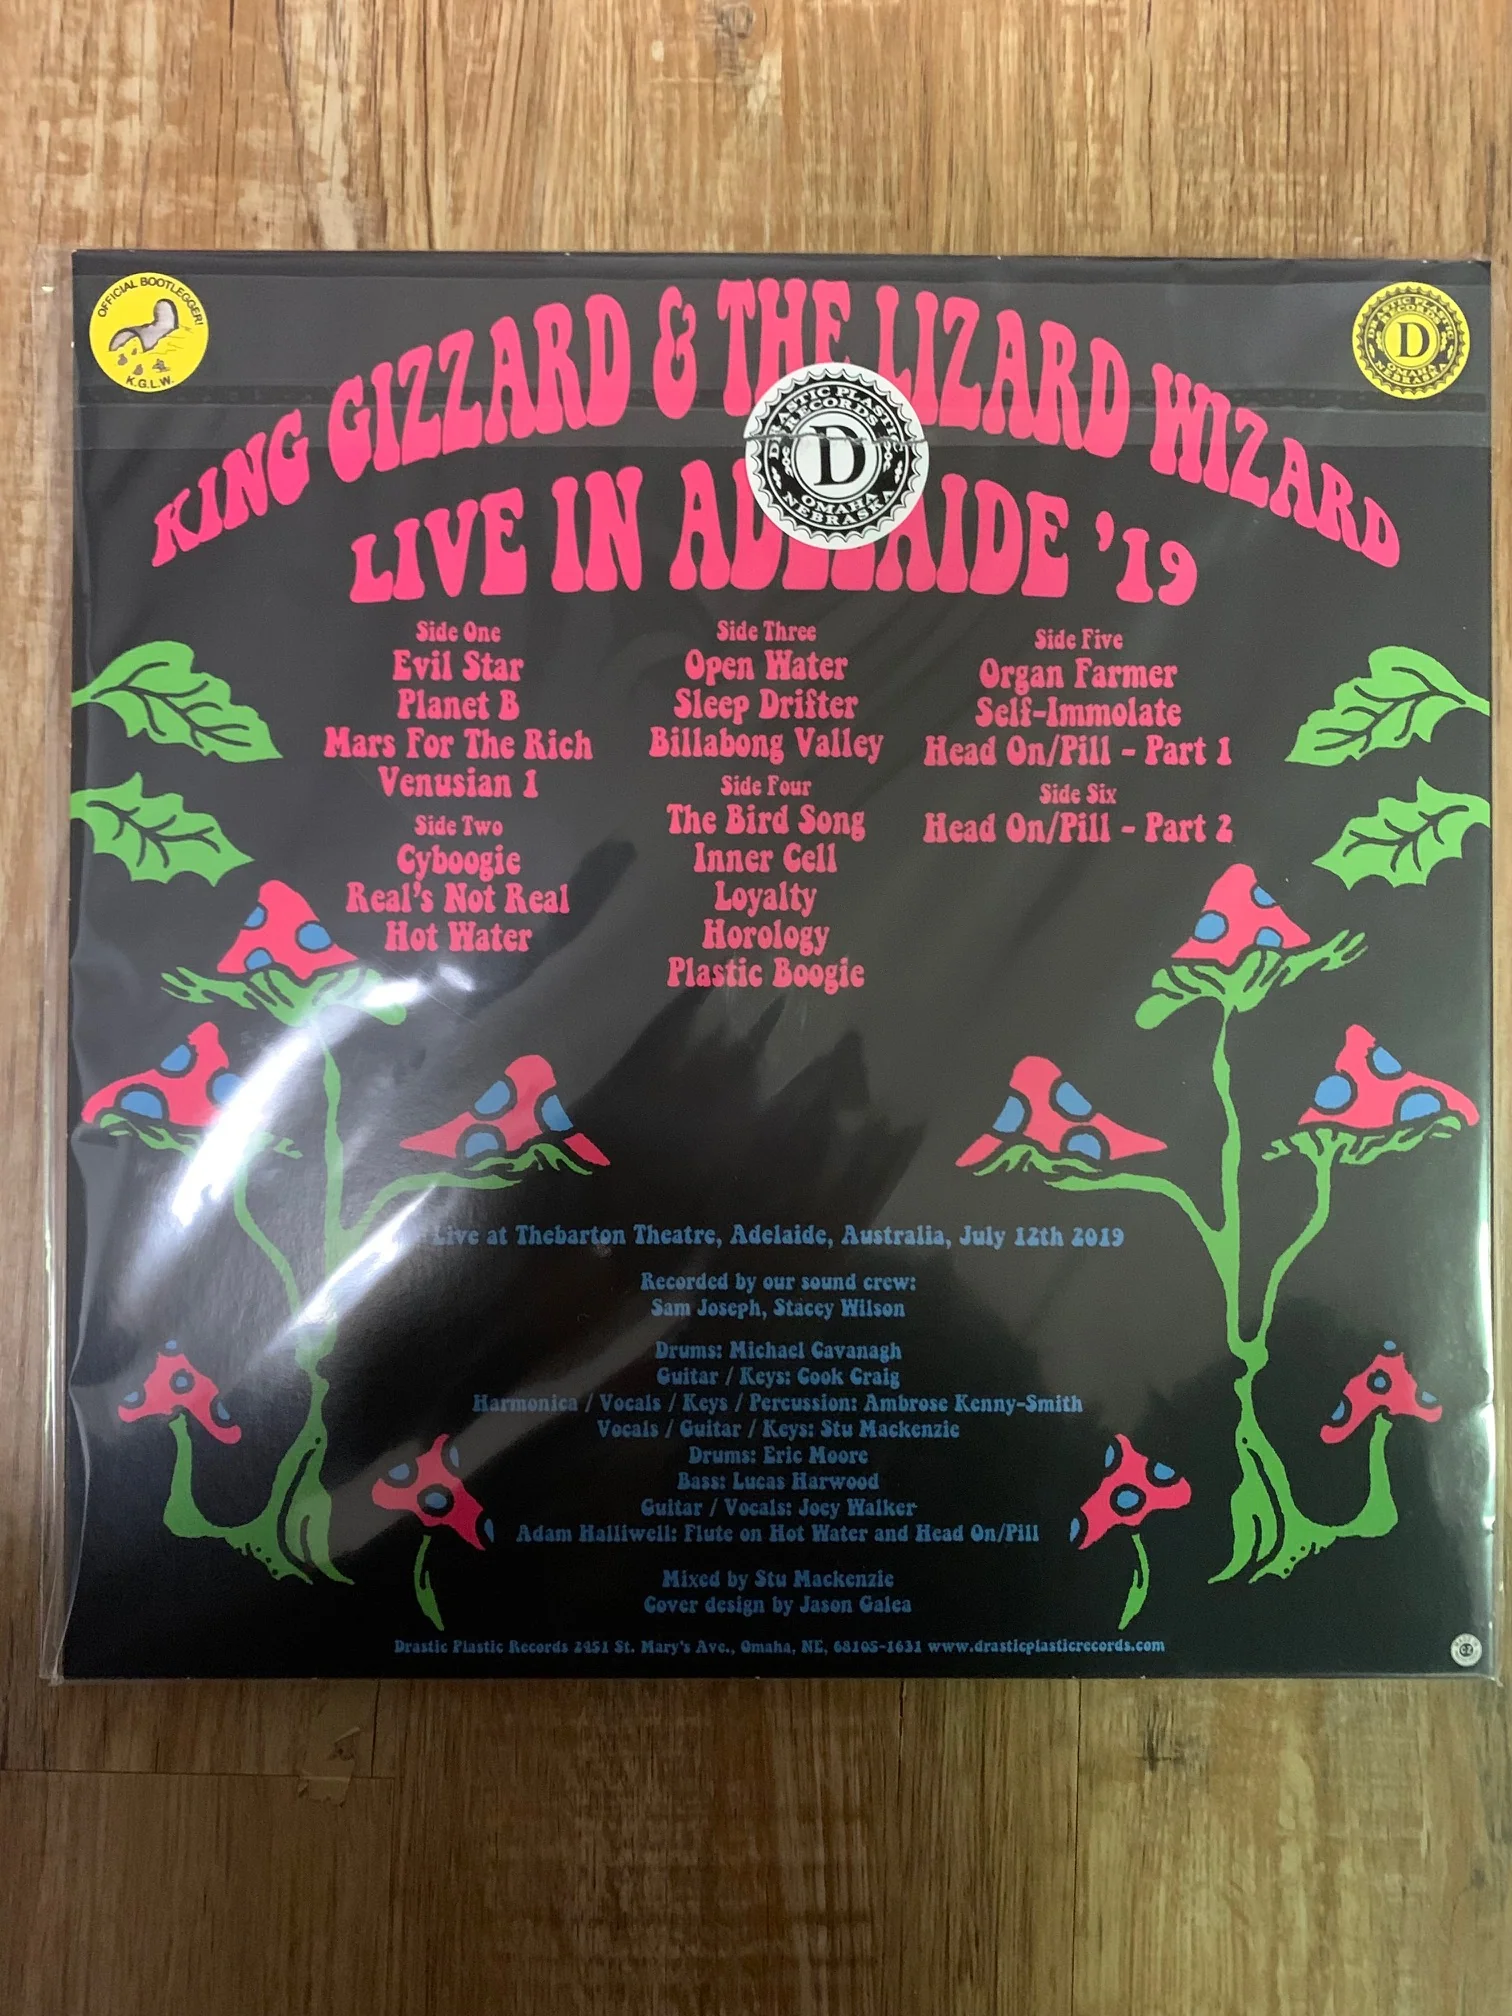 OFFICIAL BOOTLEGGER!
K.G.L.W.
DRASTIC PLASTIC RECORDS
D
OMAHA NEBRASKA
KING GIZZARD & THE LIZARD WIZARD
DRASTIC PLASTIC
RECORDS
D
OMAHA
NEBRASKA
LIVE IN ADELAIDE '19
Side One
Evil Star
Planet B
Mars For The Rich
Venusian 1
Side Two
Cyboogie
Real's Not Real
Hot Water
Side Three
Open Water
Sleep Drifter
Billabong Valley
Side Four
The Bird Song
Inner Cell
Loyalty
Horology
Plastic Boogie
Side Five
Organ Farmer
Self-Immolate
Head On/Pill - Part 1
Side Six
Head On/Pill - Part 2
Live at Thebarton Theatre, Adelaide, Australia, July 12th 2019
Recorded by our sound crew:
Sam Joseph, Stacey Wilson
Drums: Michael Cavanagh
Guitar / Keys: Cook Craig
Harmonica / Vocals / Keys / Percussion: Ambrose Kenny-Smith
Vocals / Guitar / Keys: Stu Mackenzie
Drums: Eric Moore
Bass: Lucas Harwood
Guitar / Vocals: Joey Walker
Adam Halliwell: Flute on Hot Water and Head On/Pill
Mixed by Stu Mackenzie
Cover design by Jason Galea
Drastic Plastic Records 2451 St. Mary's Ave., Omaha, NE, 68105-1631 www.drasticplasticrecords.com